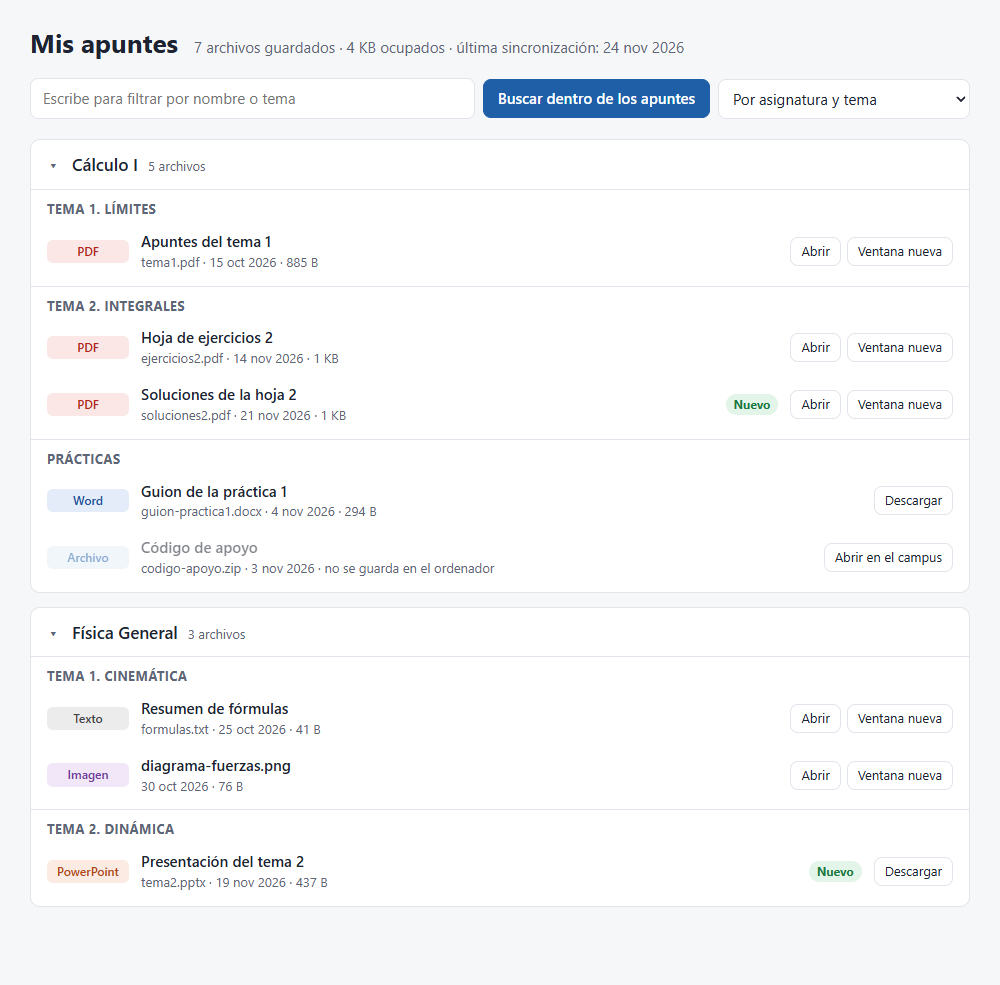 Mis apuntes 7 archivos guardados · 4 KB ocupados · última sincronización: 24 nov 2026
Escribe para filtrar por nombre o tema Buscar dentro de los apuntes Por asignatura y tema
Cálculo I 5 archivos
TEMA 1. LÍMITES
PDF Apuntes del tema 1
tema1.pdf · 15 oct 2026 · 885 B Abrir Ventana nueva
TEMA 2. INTEGRALES
PDF Hoja de ejercicios 2
ejercicios2.pdf · 14 nov 2026 · 1 KB Abrir Ventana nueva
PDF Soluciones de la hoja 2
soluciones2.pdf · 21 nov 2026 · 1 KB Nuevo Abrir Ventana nueva
PRÁCTICAS
Word Guion de la práctica 1
guion-practica1.docx · 4 nov 2026 · 294 B Descargar
Archivo Código de apoyo
codigo-apoyo.zip · 3 nov 2026 · no se guarda en el ordenador Abrir en el campus
Física General 3 archivos
TEMA 1. CINEMÁTICA
Texto Resumen de fórmulas
formulas.txt · 25 oct 2026 · 41 B Abrir Ventana nueva
Imagen diagrama-fuerzas.png
30 oct 2026 · 76 B Abrir Ventana nueva
TEMA 2. DINÁMICA
PowerPoint Presentación del tema 2
tema2.pptx · 19 nov 2026 · 437 B Nuevo Descargar